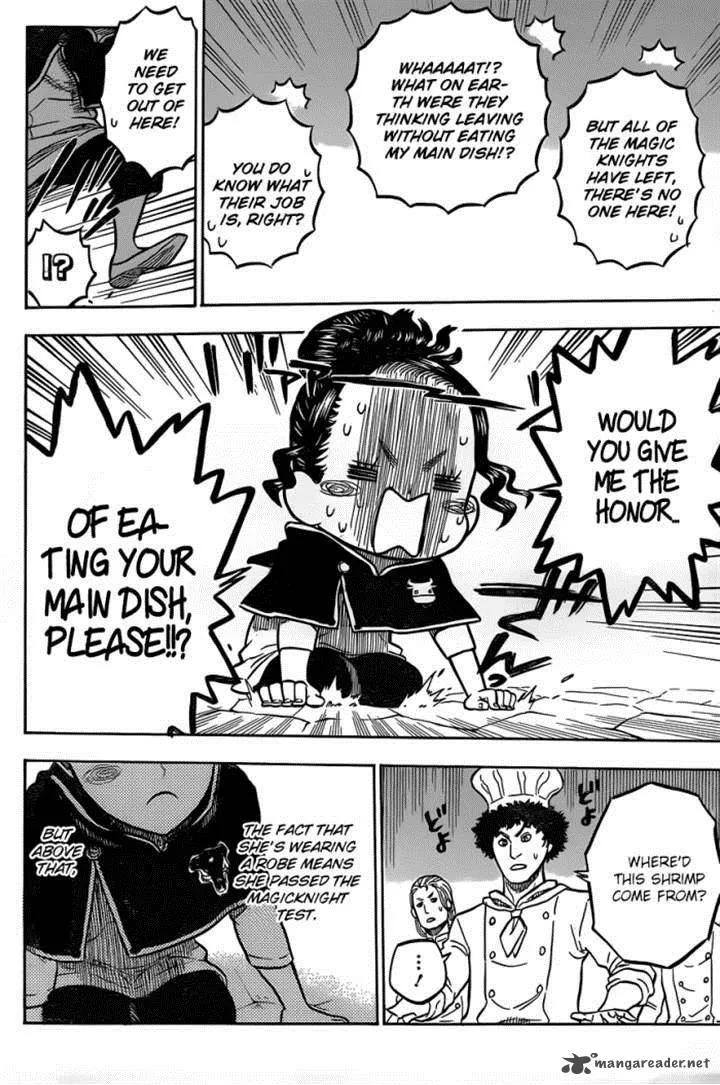 BUT ALL OF
THE MAGIC
KNIGHTS
HAVE LEFT,
THERE'S NO
ONE HERE!
WHAAAAAT!?
WHAT ON EAR-
TH WERE THEY
THINKING LEAVING
WITHOUT EATING
MY MAIN DISH!?
YOU DO
KNOW WHAT
THEIR JOB
IS, RIGHT?
WE
NEED
TO GET
OUT OF
HERE!
!?
WOULD
YOU GIVE
ME THE
HONOR..
OF EA-
TING YOUR
MAIN DISH,
PLEASE!!?
WHERE'D
THIS SHRIMP
COME FROM?
どよ
どよ
...!
THE FACT THAT
SHE'S WEARING
A ROBE MEANS
SHE PASSED THE
MAGICKNIGHT
TEST.
BUT
ABOVE
THAT,
mangareader.net